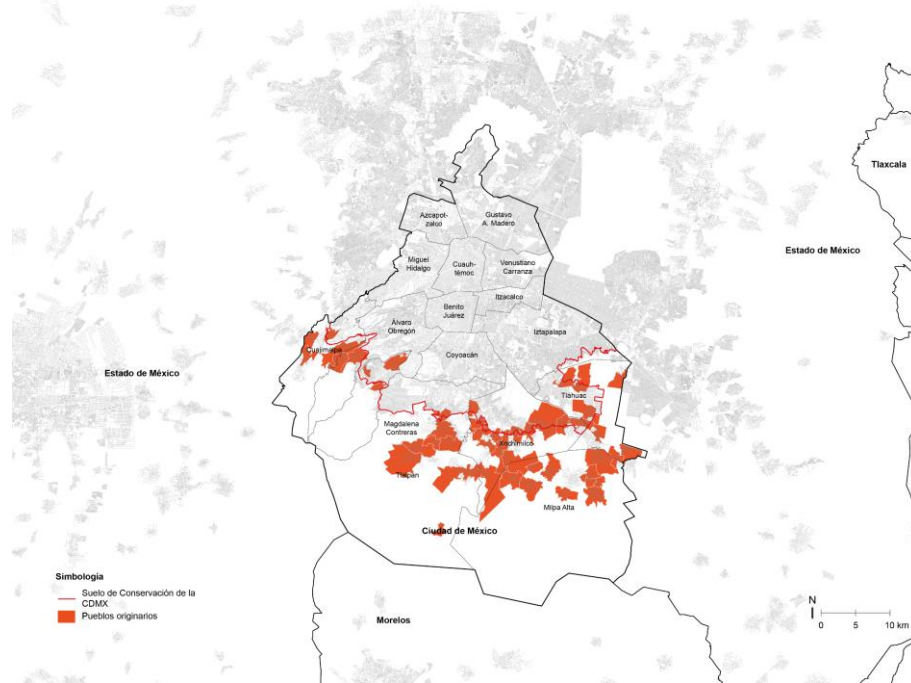 Tlaxcala
Azcapot-
zalco
Gustavo
A. Madero
Estado de México
Miguel
Hidalgo
Cuauh-
témoc
Venustiano
Carranza
Itzacalco
Benito
Juárez
Álvaro
Obregón
Iztapalapa
Cuajimalpa
Coyoacán
Estado de México
Tláhuac
Magdalena
Contreras
Xochimilco
Tlalpan
Milpa Alta
Ciudad de México
Simbología
Suelo de Conservación de la
CDMX
Pueblos originarios
Morelos
N
0 5 10 km